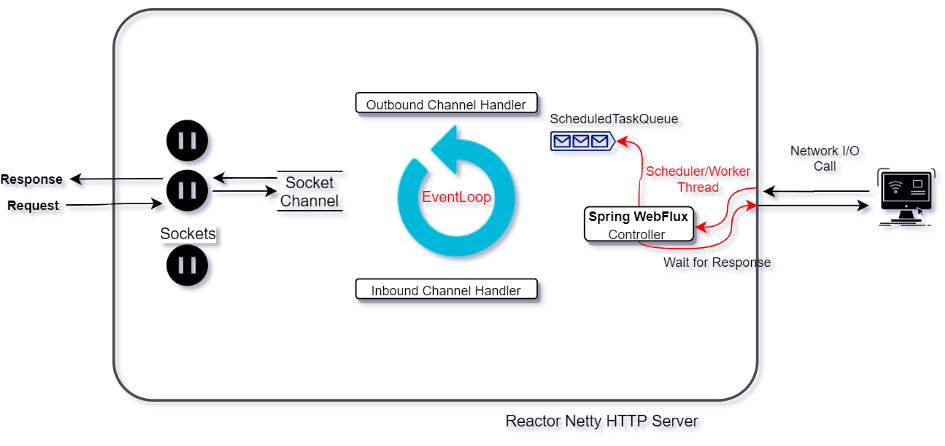 Outbound Channel Handler
ScheduledTaskQueue
Network I/O
Call
Response
Request
Socket
Channel
EventLoop
Scheduler/Worker
Thread
Spring WebFlux
Controller
Sockets
Wait for Response
Inbound Channel Handler
Reactor Netty HTTP Server